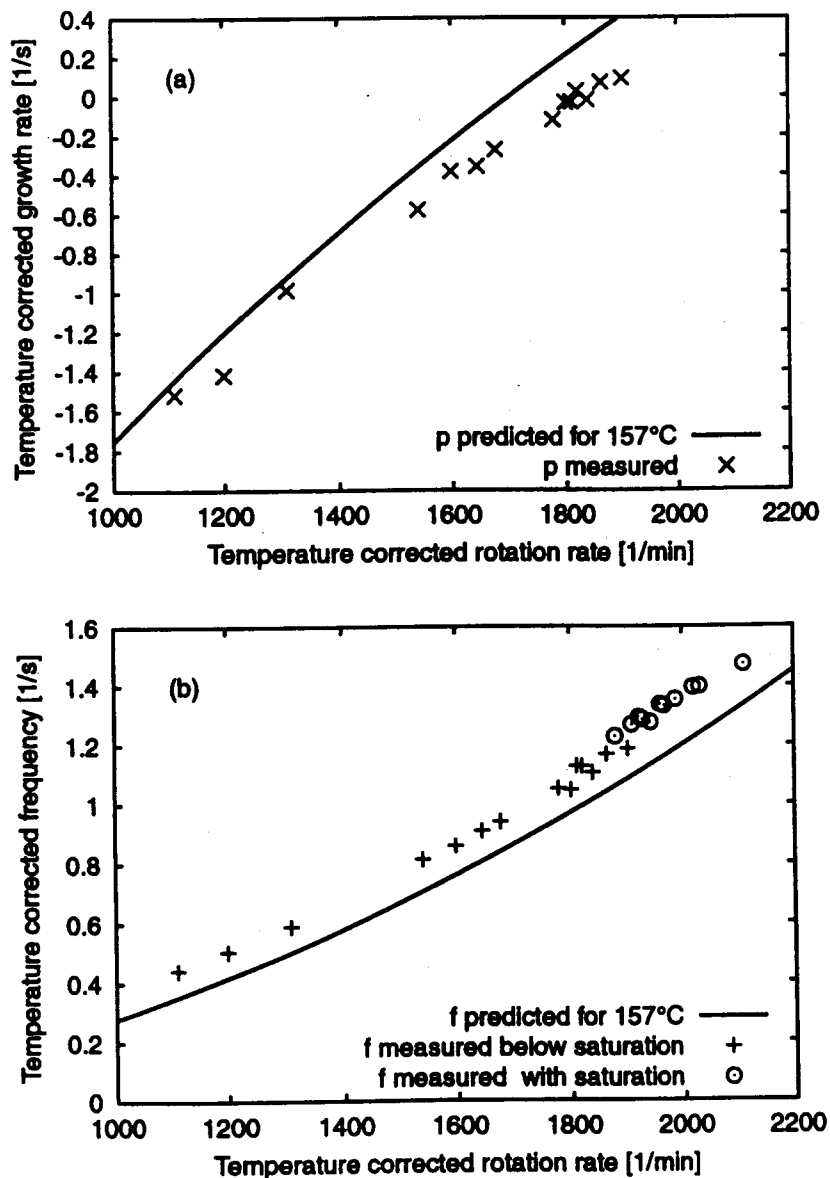 0.4
0.2
0
-0.2
-0.4
-0.6
-0.8
-1
-1.2
-1.4
-1.6
-1.8
-2
Temperature corrected growth rate [1/s]
(a)
p predicted for 157°C
p measured
1000 1200 1400 1600 1800 2000 2200
Temperature corrected rotation rate [1/min]
1.6
1.4
1.2
1
0.8
0.6
0.4
0.2
0
Temperature corrected frequency [1/s]
(b)
f predicted for 157°C
f measured below saturation
f measured with saturation
1000 1200 1400 1600 1800 2000 2200
Temperature corrected rotation rate [1/min]